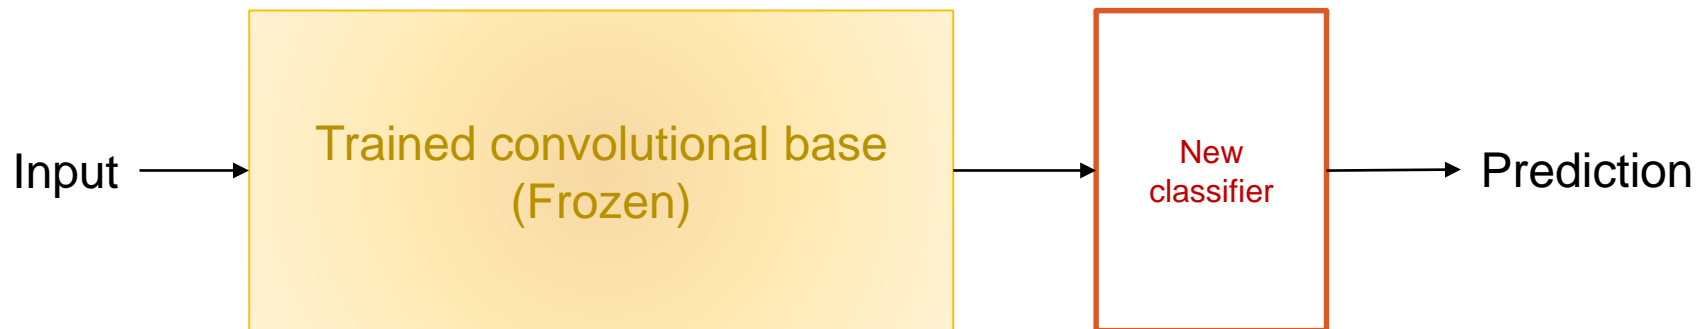 Input
Trained convolutional base
(Frozen)
New
classifier
Prediction